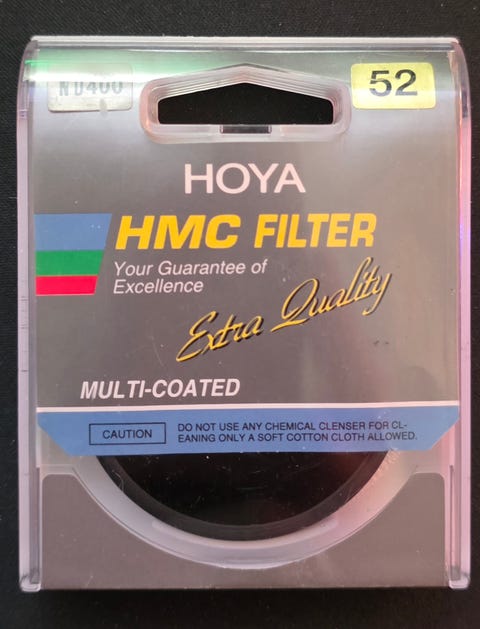 ND400
52
HOYA
HMC FILTER
Your Guarantee of
Excellence
Extra Quality
MULTI-COATED
CAUTION
DO NOT USE ANY CHEMICAL CLENSER FOR CL-
EANING ONLY A SOFT COTTON CLOTH ALLOWED.